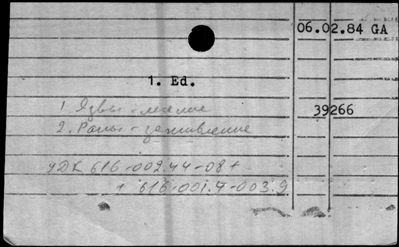 06.02.84 GA
1. Ed.
1. Язвы - лечение
39266
2. Раны - заживление
УДК 616-002.44-08 +
+ 616-001.4-003.9